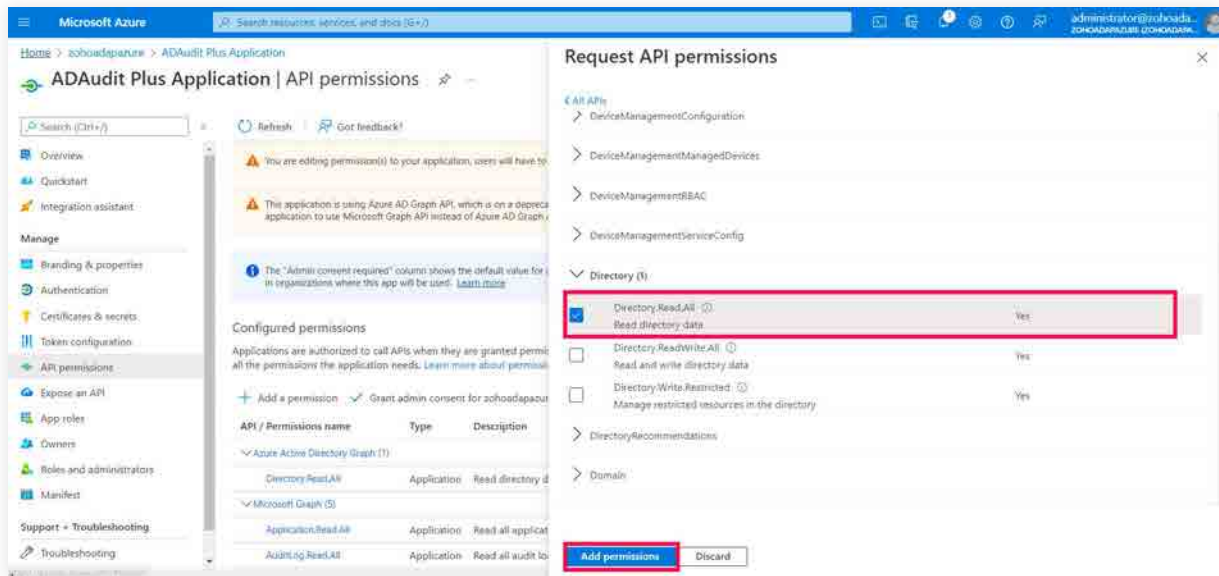 Microsoft Azure
Search resources, services, and docs (G+/)
administrator@zohoada...
ZOHOADAPAZURE (ZOHOADAPA...
Home > zohoadapazure > ADAudit Plus Application
ADAudit Plus Application | API permissions
Search (Ctrl+/)
Overview
Quickstart
Integration assistant
Manage
Branding & properties
Authentication
Certificates & secrets
Token configuration
API permissions
Expose an API
App roles
Owners
Roles and administrators
Manifest
Support + Troubleshooting
Troubleshooting
Refresh
Got feedback?
You are editing permission(s) to your application, users will have to
This application is using Azure AD Graph API, which is on a depreca
application to use Microsoft Graph API instead of Azure AD Graph
The "Admin consent required" column shows the default value for
in organizations where this app will be used. Learn more
Configured permissions
Applications are authorized to call APIs when they are granted permis
all the permissions the application needs. Learn more about permissi
Add a permission
Grant admin consent for zohoadapazur
API / Permissions name Type Description
Azure Active Directory Graph (1)
Directory.Read.All Application Read directory d
Microsoft Graph (5)
Application.Read.All Application Read all applicat
AuditLog.Read.All Application Read all audit lo
Request API permissions
All APIs
DeviceManagementConfiguration
DeviceManagementManagedDevices
DeviceManagementRBAC
DeviceManagementServiceConfig
Directory (1)
Directory.Read.All
Read directory data
Yes
Directory.ReadWrite.All
Read and write directory data
Yes
Directory.Write.Restricted
Manage restricted resources in the directory
Yes
DirectoryRecommendations
Domain
Add permissions
Discard